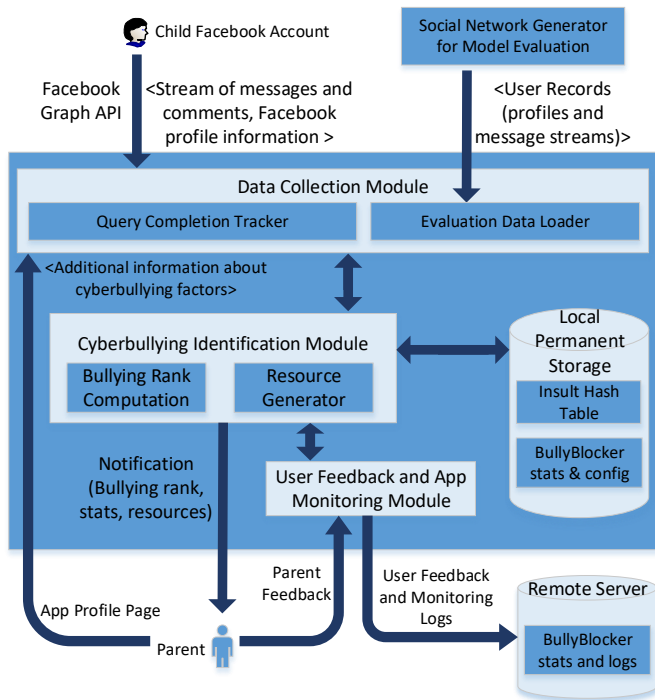 Child Facebook Account
Social Network Generator
for Model Evaluation
Facebook
Graph API
<Stream of messages and
comments, Facebook
profile information >
<User Records
(profiles and
message streams)>
Data Collection Module
Query Completion Tracker
Evaluation Data Loader
<Additional information about
cyberbullying factors>
Cyberbullying Identification Module
Bullying Rank
Computation
Resource
Generator
Local
Permanent
Storage
Insult Hash
Table
BullyBlocker
stats & config
Notification
(Bullying rank,
stats, resources)
User Feedback and App
Monitoring Module
App Profile Page
Parent
Parent
Feedback
User Feedback
and Monitoring
Logs
Remote Server
BullyBlocker
stats and logs